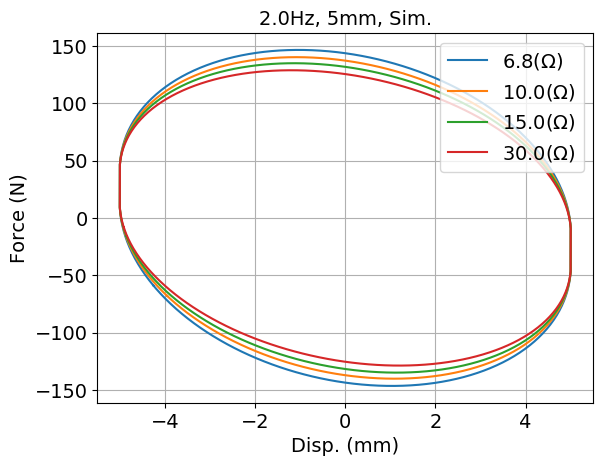 2.0Hz, 5mm, Sim.
6.8(Ω)
10.0(Ω)
15.0(Ω)
30.0(Ω)
150
100
50
0
−50
−100
−150
Force (N)
−4 −2 0 2 4
Disp. (mm)